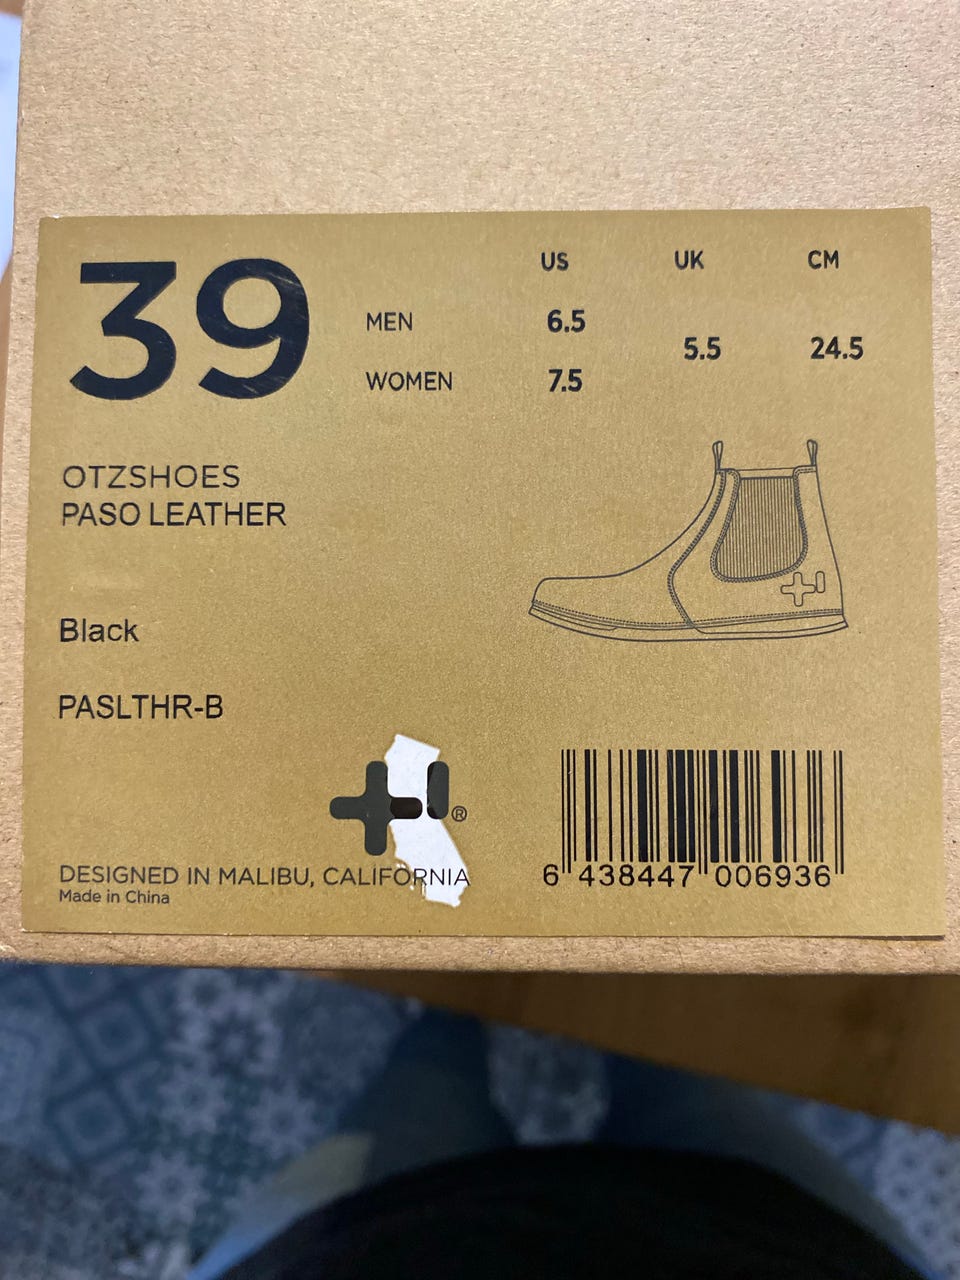 39
US UK CM
MEN 6.5
5.5 24.5
WOMEN 7.5
OTZSHOES
PASO LEATHER
Black
PASLTHR-B
®
DESIGNED IN MALIBU, CALIFORNIA
Made in China
6 438447 006936